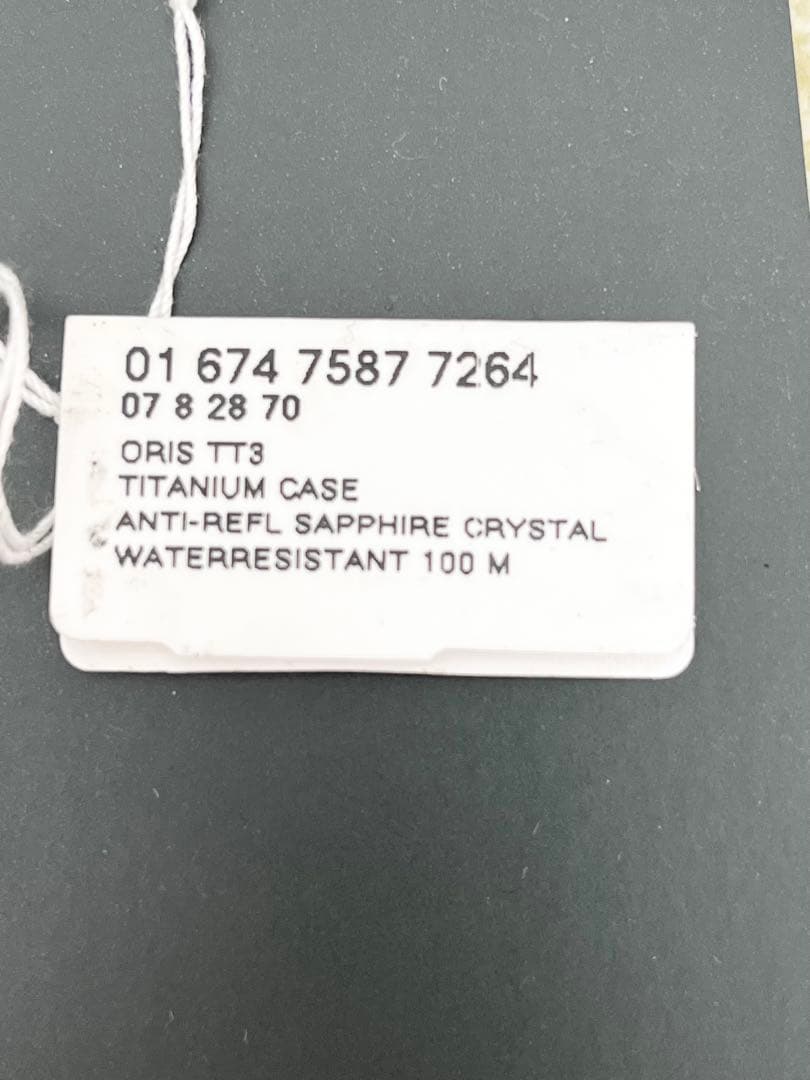 01 674 7587 7264
07 8 28 70
ORIS TT3
TITANIUM CASE
ANTI-REFL SAPPHIRE CRYSTAL
WATERRESISTANT 100 M